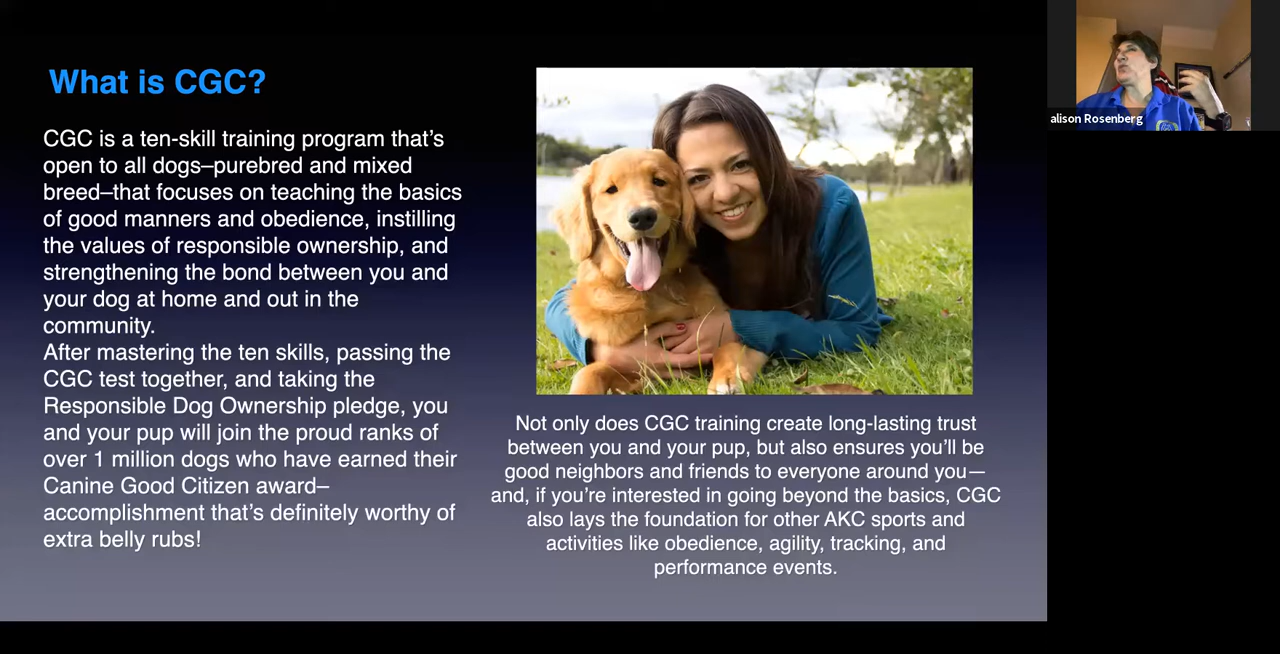 What is CGC?
CGC is a ten-skill training program that's
open to all dogs–purebred and mixed
breed–that focuses on teaching the basics
of good manners and obedience, instilling
the values of responsible ownership, and
strengthening the bond between you and
your dog at home and out in the
community.
After mastering the ten skills, passing the
CGC test together, and taking the
Responsible Dog Ownership pledge, you
and your pup will join the proud ranks of
over 1 million dogs who have earned their
Canine Good Citizen award–
accomplishment that's definitely worthy of
extra belly rubs!
Not only does CGC training create long-lasting trust
between you and your pup, but also ensures you'll be
good neighbors and friends to everyone around you—
and, if you're interested in going beyond the basics, CGC
also lays the foundation for other AKC sports and
activities like obedience, agility, tracking, and
performance events.
alison Rosenberg